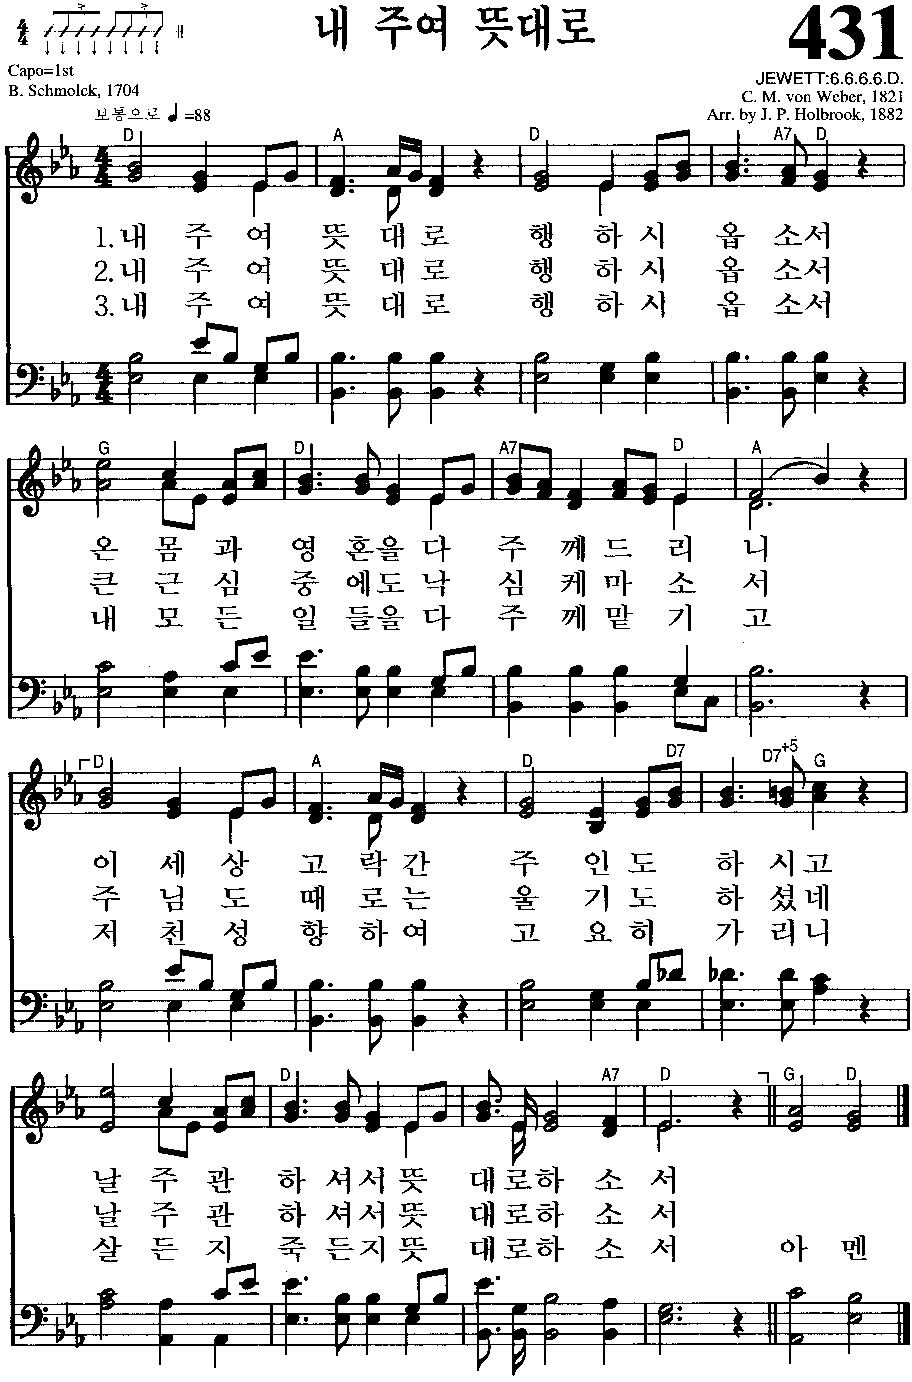 내 주여 뜻대로
431
Capo=1st
B. Schmolck, 1704
JEWETT:6.6.6.6.D.
C. M. von Weber, 1821
Arr. by J. P. Holbrook, 1882
보통으로 ♩=88
D A D A7 D
1.내 주 여 뜻 대 로 행 하 시 옵 소 서
2.내 주 여 뜻 대 로 행 하 시 옵 소 서
3.내 주 여 뜻 대 로 행 하 시 옵 소 서
G D A7 D A
온 몸 과 영 혼 을 다 주 께 드 리 니
큰 근 심 중 에 도 낙 심 케 마 소 서
내 모 든 일 들 을 다 주 께 맡 기 고
D A D D7 D7+5 G
이 세 상 고 락 간 주 인 도 하 시 고
주 님 도 때 로 는 울 기 도 하 셨 네
저 천 성 향 하 여 고 요 히 가 리 니
D A7 D G D
날 주 관 하 셔 서 뜻 대 로 하 소 서
날 주 관 하 셔 서 뜻 대 로 하 소 서
살 든 지 죽 든 지 뜻 대 로 하 소 서 아 멘